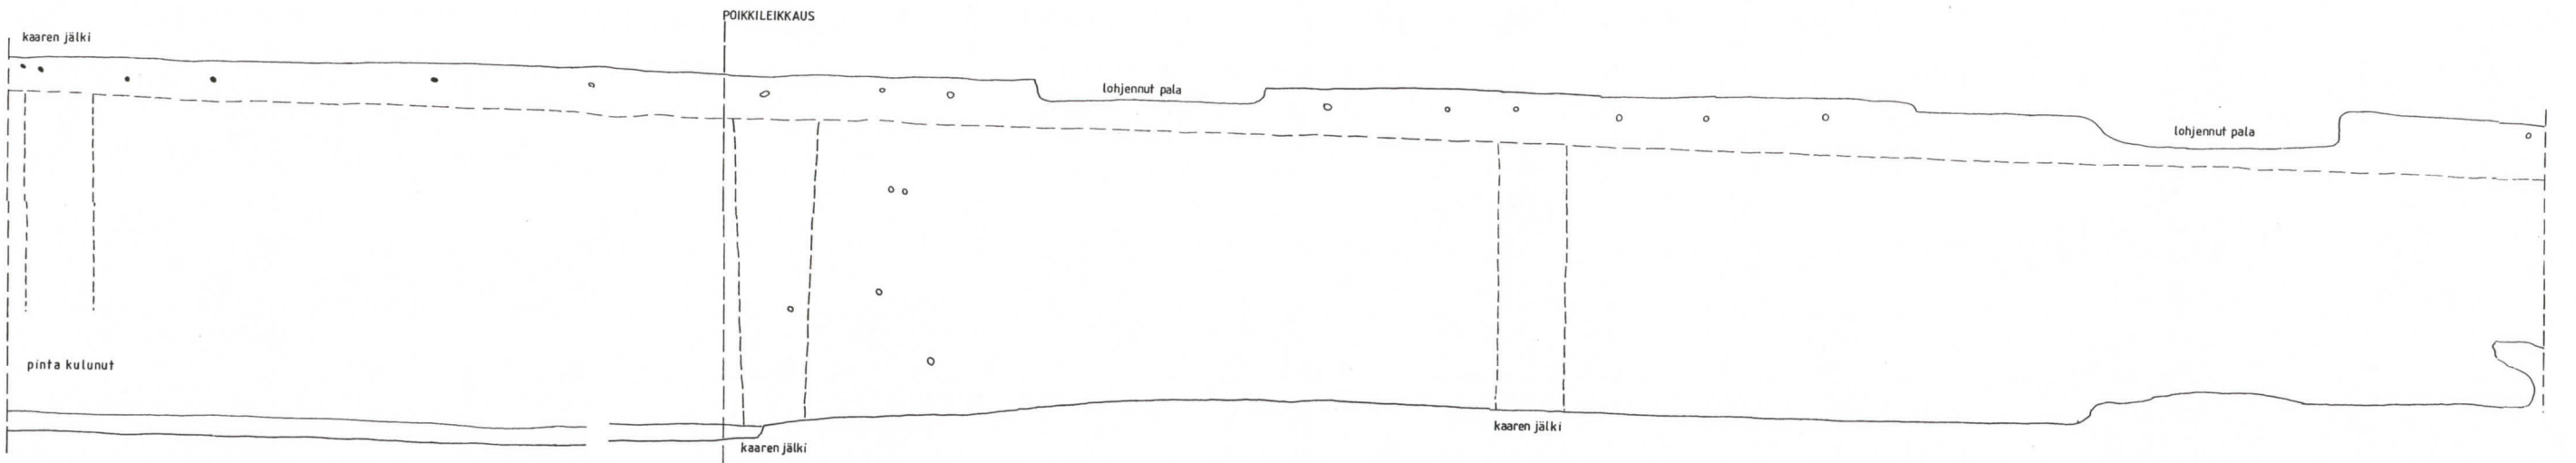 POIKKILEIKKAUS
kaaren jälki
lohjennut pala
lohjennut pala
pinta kulunut
kaaren jälki
kaaren jälki